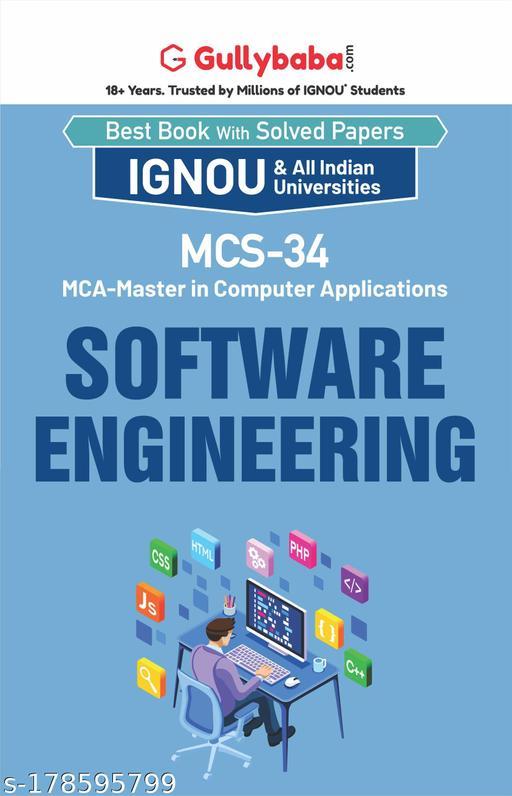 Gullybaba.com
18+ Years. Trusted by Millions of IGNOU* Students
Best Book With Solved Papers
IGNOU & All Indian
Universities
MCS-34
MCA-Master in Computer Applications
SOFTWARE
ENGINEERING
CSS
HTML
PHP
</>
Js
{ }
C++
s-178595799